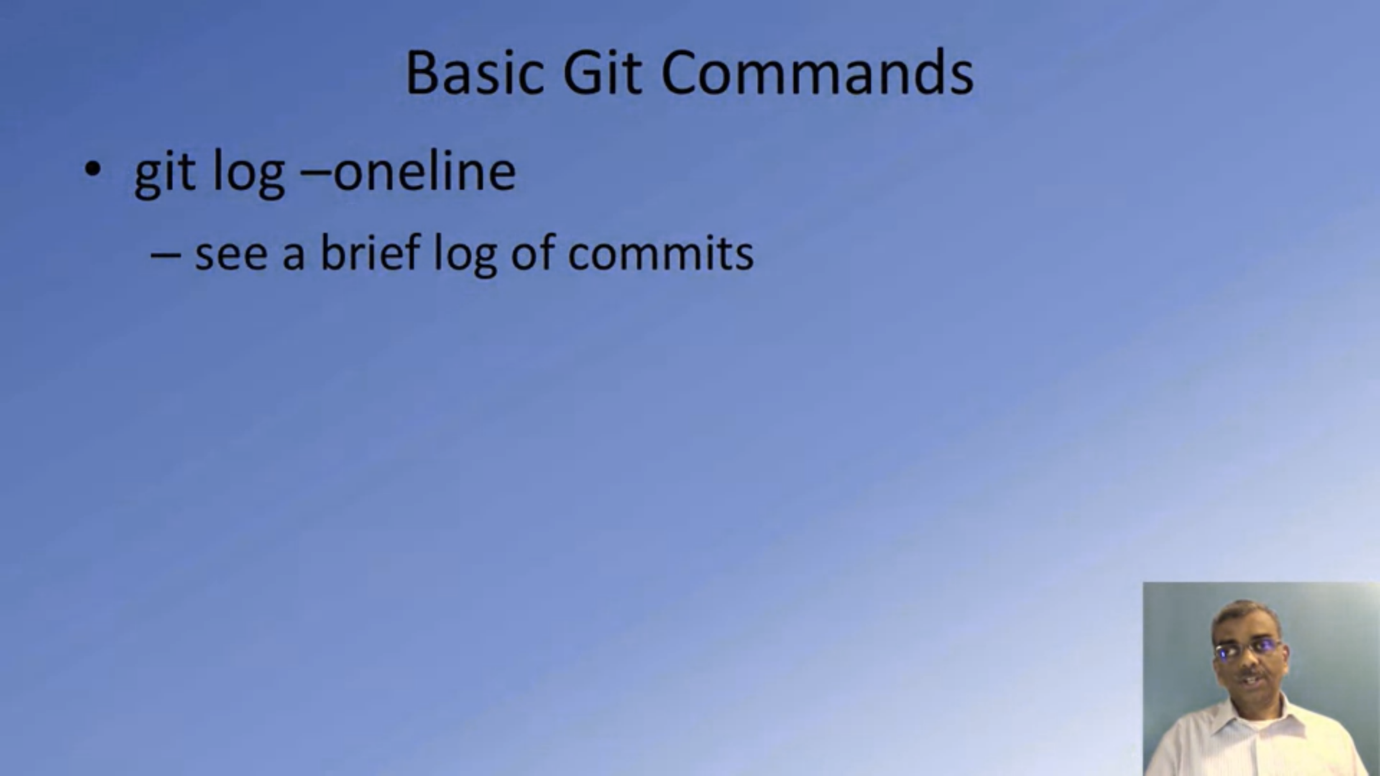 Basic Git Commands
• git log –oneline
– see a brief log of commits